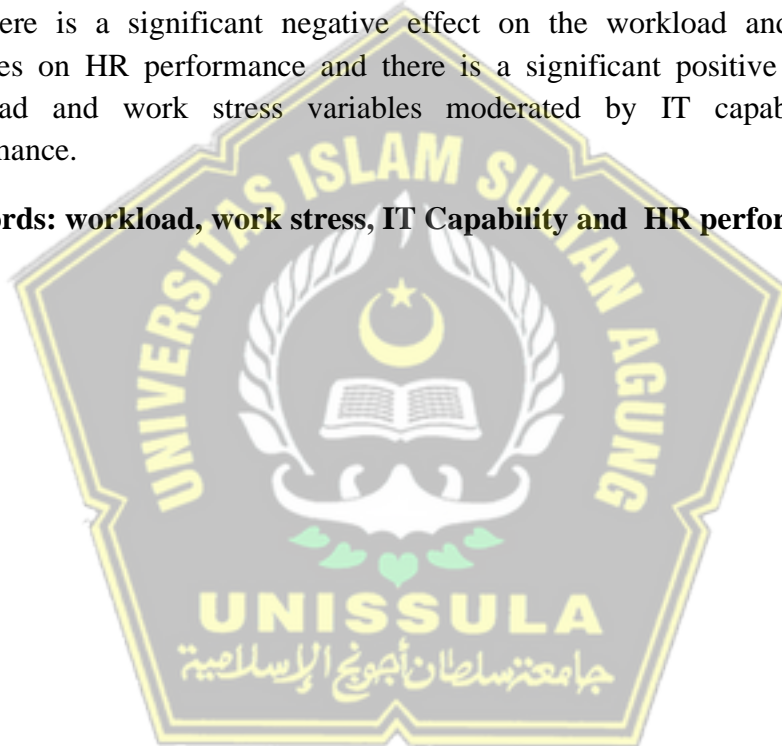 ere is a significant negative effect on the workload and
es on HR performance and there is a significant positive
ad and work stress variables moderated by IT capab
mance.
rds: workload, work stress, IT Capability and HR perfor
UNIVERSITAS ISLAM SULTAN AGUNG
UNISSULA
جامعة سلطان أجونج الإسلامية